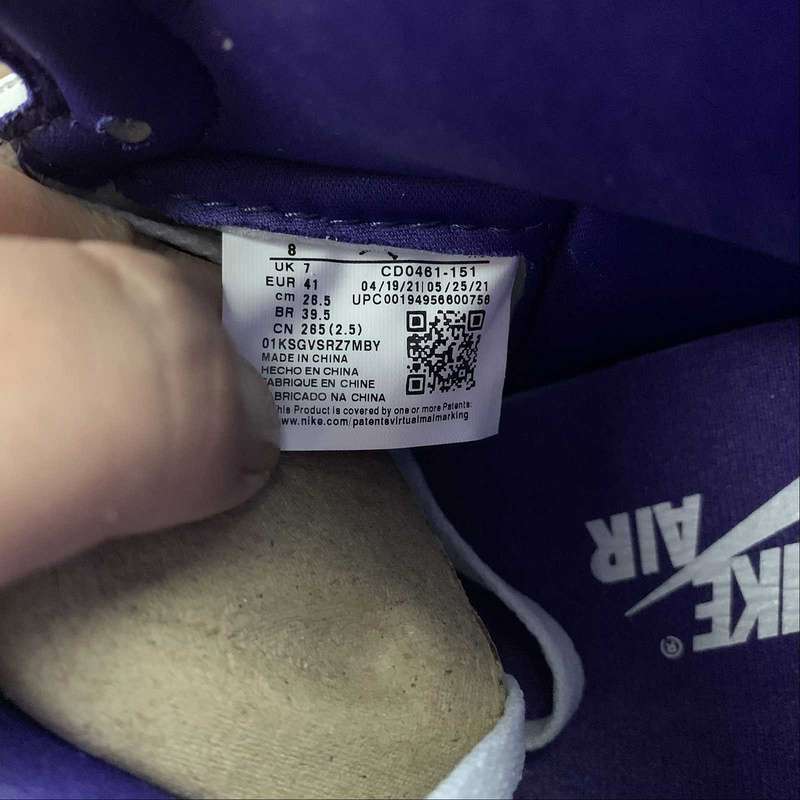 8
UK 7
EUR 41
cm 26.5
BR 39.5
CN 265 (2.5)
CD0461-151
04/19/21|05/25/21
UPC00194956600756
01KSGVSRZ7MBY
MADE IN CHINA
HECHO EN CHINA
FABRIQUE EN CHINE
FABRICADO NA CHINA
This Product is covered by one or more Patents:
www.nike.com/patentsvirtualmalmarking
NIKE
AIR
®